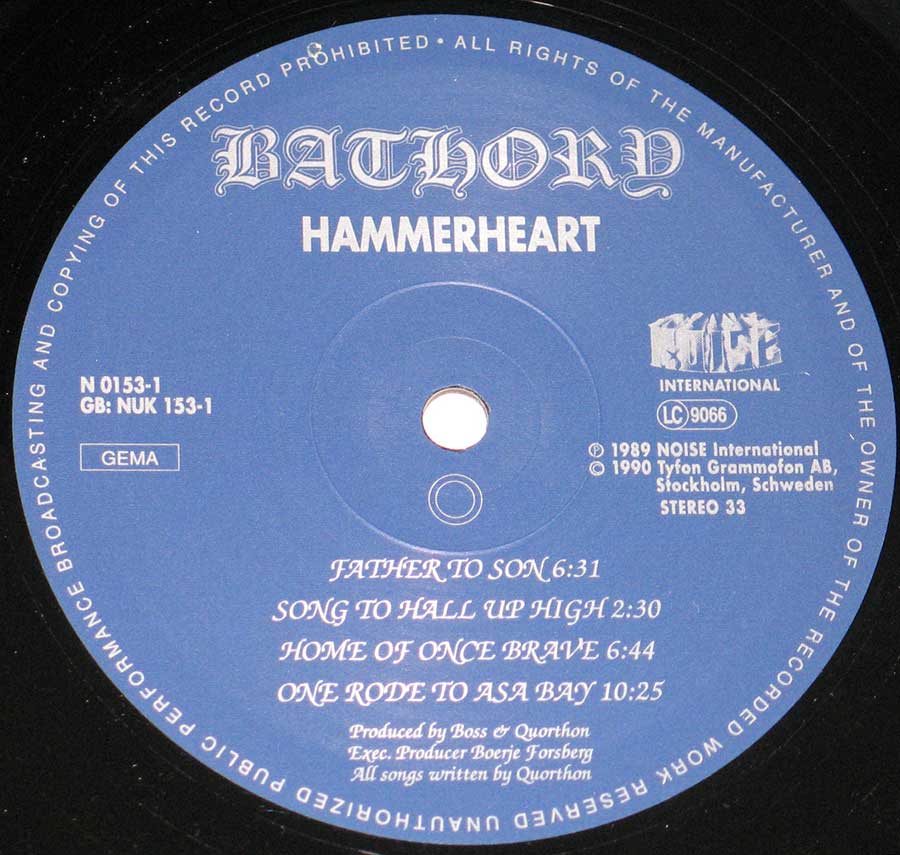 UNAUTHORIZED PUBLIC PERFORMANCE BROADCASTING AND COPYING OF THIS RECORD PROHIBITED • ALL RIGHTS OF THE MANUFACTURER AND OF THE OWNER OF THE RECORDED WORK RESERVED
BATHORY
HAMMERHEART
NOISE
INTERNATIONAL
LC 9066
N 0153-1
GB: NUK 153-1
GEMA
℗ 1989 NOISE International
© 1990 Tyfon Grammofon AB,
Stockholm, Schweden
STEREO 33
FATHER TO SON 6:31
SONG TO HALL UP HIGH 2:30
HOME OF ONCE BRAVE 6:44
ONE RODE TO ASA BAY 10:25
Produced by Boss & Quorthon
Exec. Producer Boerje Forsberg
All songs written by Quorthon